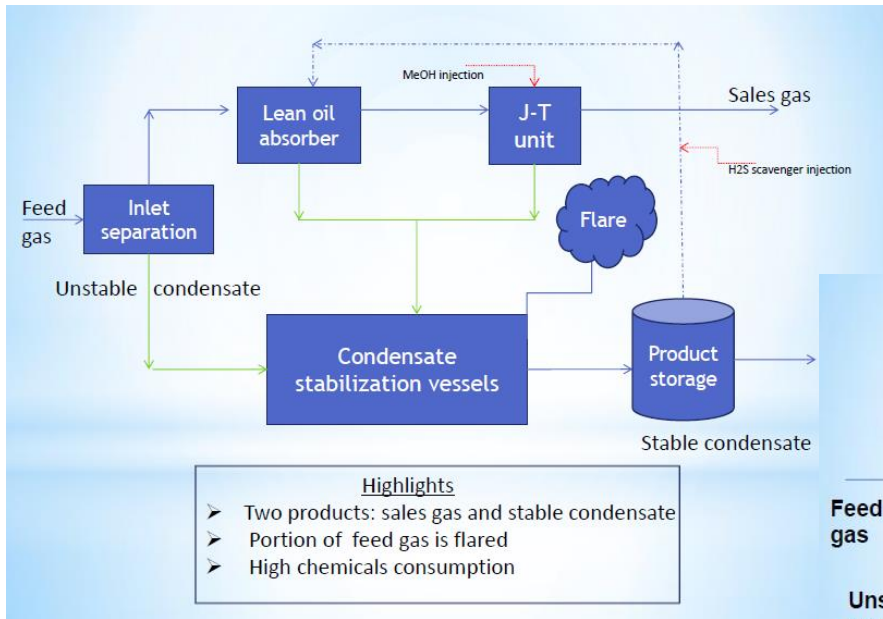 MeOH injection
Lean oil
absorber
J-T
unit
Sales gas
H2S scavenger injection
Feed
gas
Inlet
separation
Flare
Unstable condensate
Condensate
stabilization vessels
Product
storage
Stable condensate
Highlights
➢ Two products: sales gas and stable condensate
➢ Portion of feed gas is flared
➢ High chemicals consumption
Feed
gas
Uns